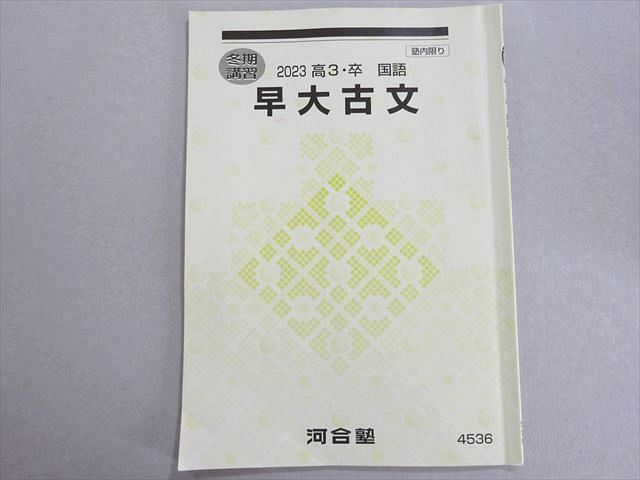 塾内限り
冬期
講習
2023 高3・卒 国語
早大古文
河合塾
4536